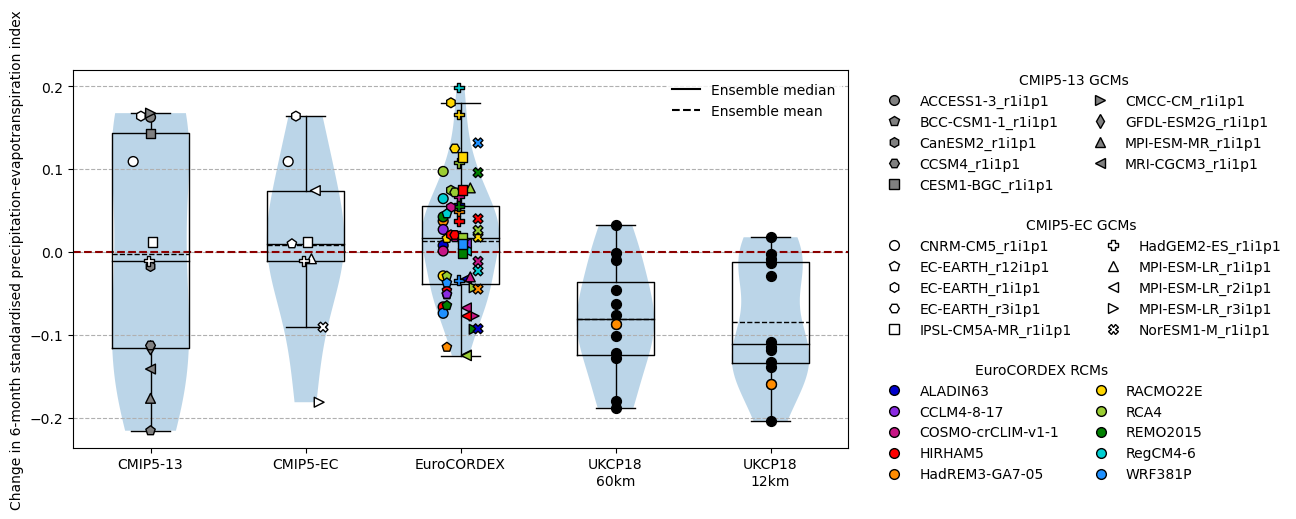 Change in 6-month standardised precipitation-evapotranspiration index
0.2
0.1
0.0
−0.1
−0.2
CMIP5-13
CMIP5-EC
EuroCORDEX
UKCP18
60km
UKCP18
12km
Ensemble median
Ensemble mean
CMIP5-13 GCMs
ACCESS1-3_r1i1p1
BCC-CSM1-1_r1i1p1
CanESM2_r1i1p1
CCSM4_r1i1p1
CESM1-BGC_r1i1p1
CMCC-CM_r1i1p1
GFDL-ESM2G_r1i1p1
MPI-ESM-MR_r1i1p1
MRI-CGCM3_r1i1p1
CMIP5-EC GCMs
CNRM-CM5_r1i1p1
EC-EARTH_r12i1p1
EC-EARTH_r1i1p1
EC-EARTH_r3i1p1
IPSL-CM5A-MR_r1i1p1
HadGEM2-ES_r1i1p1
MPI-ESM-LR_r1i1p1
MPI-ESM-LR_r2i1p1
MPI-ESM-LR_r3i1p1
NorESM1-M_r1i1p1
EuroCORDEX RCMs
ALADIN63
CCLM4-8-17
COSMO-crCLIM-v1-1
HIRHAM5
HadREM3-GA7-05
RACMO22E
RCA4
REMO2015
RegCM4-6
WRF381P